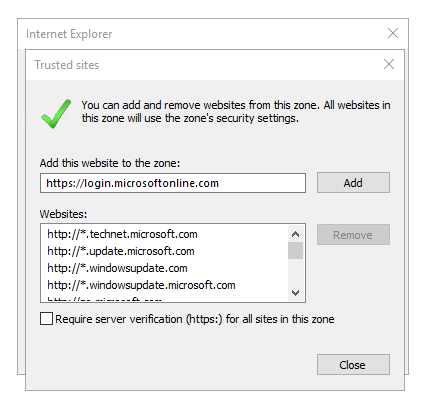 Internet Explorer
Trusted sites
You can add and remove websites from this zone. All websites in
this zone will use the zone's security settings.
Add this website to the zone:
https://login.microsoftonline.com
Add
Websites:
http://*.technet.microsoft.com
Remove
http://*.update.microsoft.com
http://*.windowsupdate.com
http://*.windowsupdate.microsoft.com
Require server verification (https:) for all sites in this zone
Close